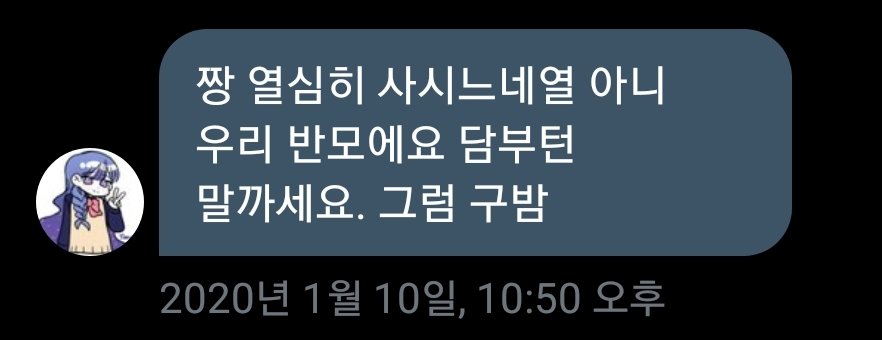 짱 열심히 사시느네열 아니
우리 반모에요 담부턴
말까세요. 그럼 구밤
2020년 1월 10일, 10:50 오후